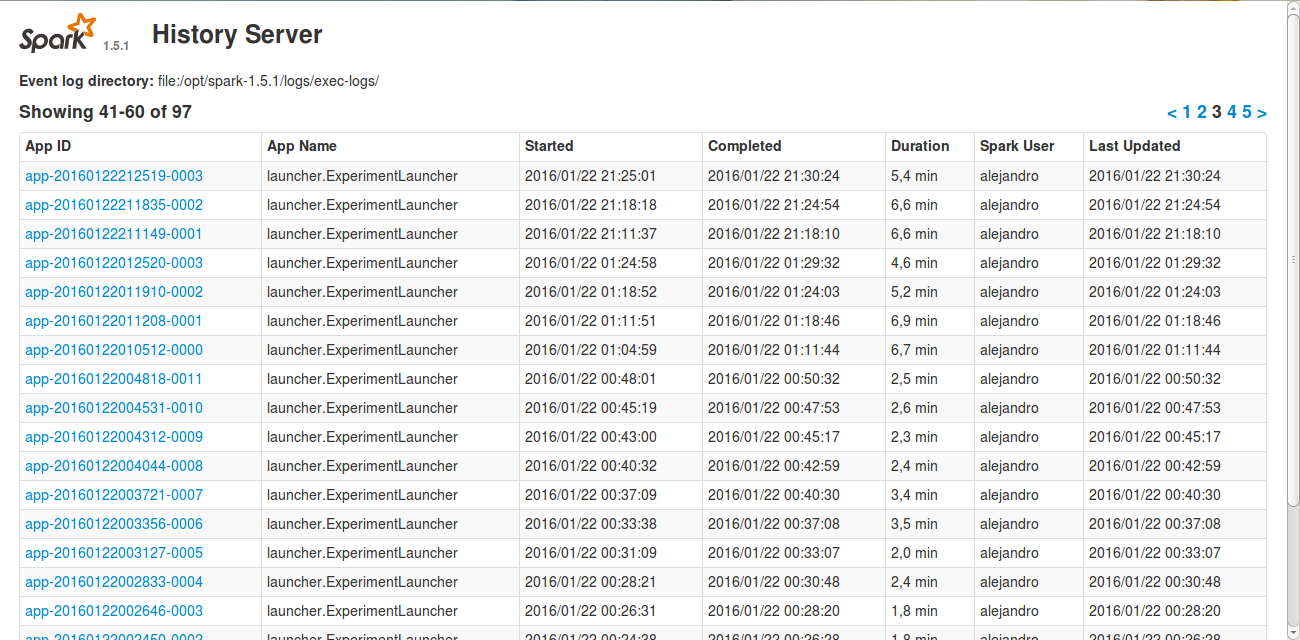 Spark 1.5.1 History Server
Event log directory: file:/opt/spark-1.5.1/logs/exec-logs/
Showing 41-60 of 97 < 1 2 3 4 5 >
App ID App Name Started Completed Duration Spark User Last Updated
app-20160122212519-0003 launcher.ExperimentLauncher 2016/01/22 21:25:01 2016/01/22 21:30:24 5,4 min alejandro 2016/01/22 21:30:24
app-20160122211835-0002 launcher.ExperimentLauncher 2016/01/22 21:18:18 2016/01/22 21:24:54 6,6 min alejandro 2016/01/22 21:24:54
app-20160122211149-0001 launcher.ExperimentLauncher 2016/01/22 21:11:37 2016/01/22 21:18:10 6,6 min alejandro 2016/01/22 21:18:10
app-20160122012520-0003 launcher.ExperimentLauncher 2016/01/22 01:24:58 2016/01/22 01:29:32 4,6 min alejandro 2016/01/22 01:29:32
app-20160122011910-0002 launcher.ExperimentLauncher 2016/01/22 01:18:52 2016/01/22 01:24:03 5,2 min alejandro 2016/01/22 01:24:03
app-20160122011208-0001 launcher.ExperimentLauncher 2016/01/22 01:11:51 2016/01/22 01:18:46 6,9 min alejandro 2016/01/22 01:18:46
app-20160122010512-0000 launcher.ExperimentLauncher 2016/01/22 01:04:59 2016/01/22 01:11:44 6,7 min alejandro 2016/01/22 01:11:44
app-20160122004818-0011 launcher.ExperimentLauncher 2016/01/22 00:48:01 2016/01/22 00:50:32 2,5 min alejandro 2016/01/22 00:50:32
app-20160122004531-0010 launcher.ExperimentLauncher 2016/01/22 00:45:19 2016/01/22 00:47:53 2,6 min alejandro 2016/01/22 00:47:53
app-20160122004312-0009 launcher.ExperimentLauncher 2016/01/22 00:43:00 2016/01/22 00:45:17 2,3 min alejandro 2016/01/22 00:45:17
app-20160122004044-0008 launcher.ExperimentLauncher 2016/01/22 00:40:32 2016/01/22 00:42:59 2,4 min alejandro 2016/01/22 00:42:59
app-20160122003721-0007 launcher.ExperimentLauncher 2016/01/22 00:37:09 2016/01/22 00:40:30 3,4 min alejandro 2016/01/22 00:40:30
app-20160122003356-0006 launcher.ExperimentLauncher 2016/01/22 00:33:38 2016/01/22 00:37:08 3,5 min alejandro 2016/01/22 00:37:08
app-20160122003127-0005 launcher.ExperimentLauncher 2016/01/22 00:31:09 2016/01/22 00:33:07 2,0 min alejandro 2016/01/22 00:33:07
app-20160122002833-0004 launcher.ExperimentLauncher 2016/01/22 00:28:21 2016/01/22 00:30:48 2,4 min alejandro 2016/01/22 00:30:48
app-20160122002646-0003 launcher.ExperimentLauncher 2016/01/22 00:26:31 2016/01/22 00:28:20 1,8 min alejandro 2016/01/22 00:28:20